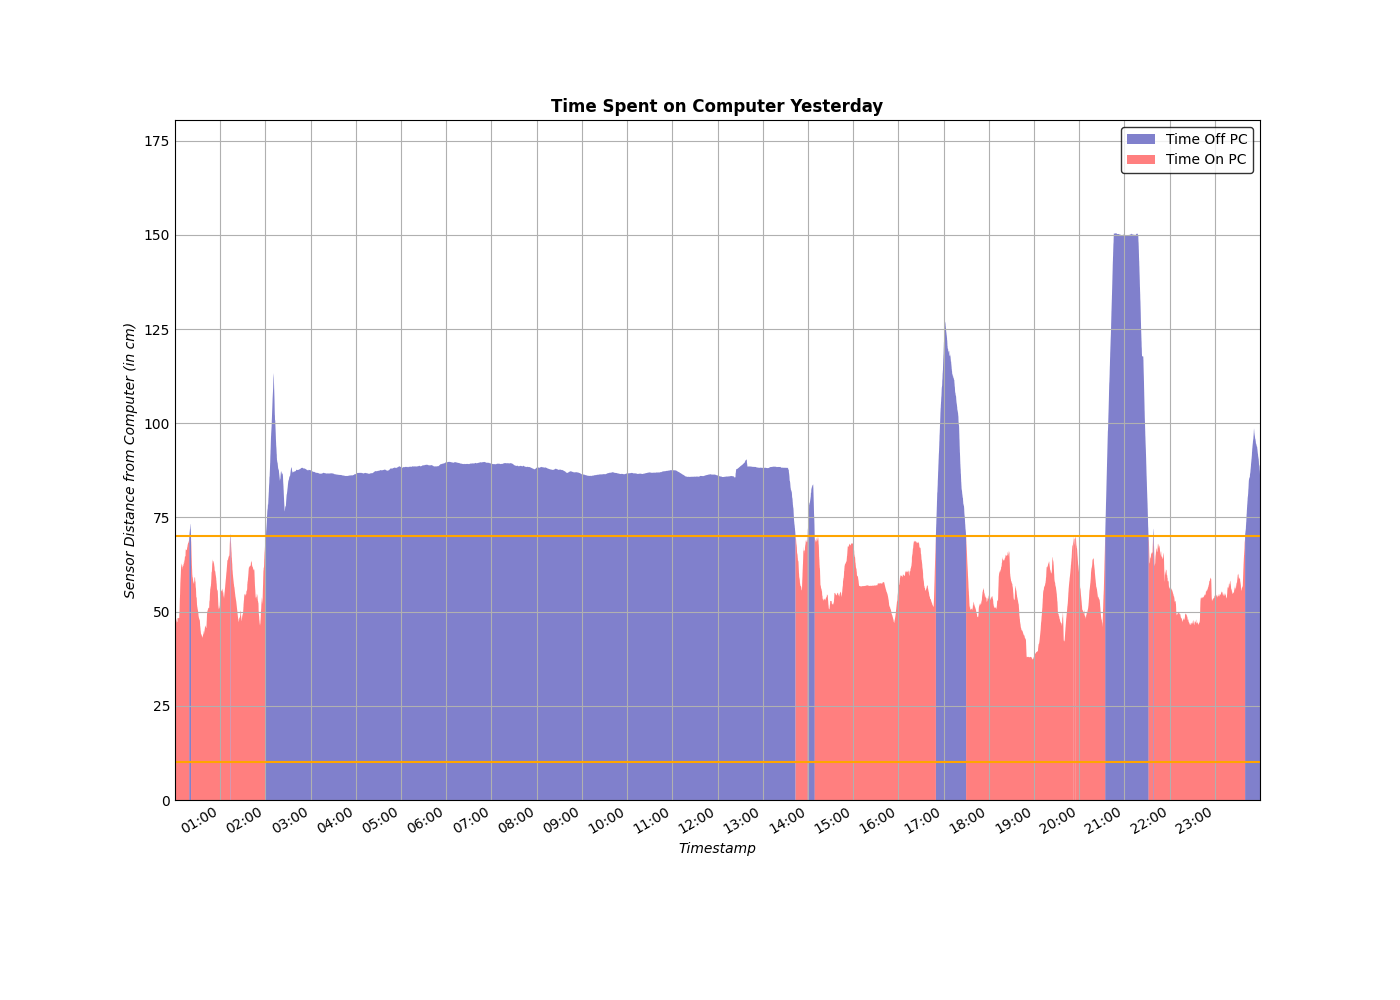 Time Spent on Computer Yesterday
Time Off PC
Time On PC
175
150
125
100
75
50
25
0
Sensor Distance from Computer (in cm)
01:00 02:00 03:00 04:00 05:00 06:00 07:00 08:00 09:00 10:00 11:00 12:00 13:00 14:00 15:00 16:00 17:00 18:00 19:00 20:00 21:00 22:00 23:00
Timestamp